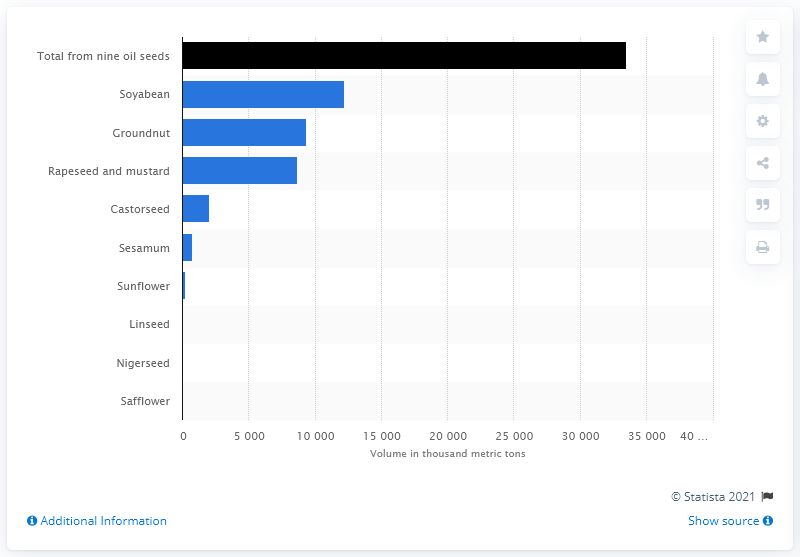 Total from nine oil seeds
Soyabean
Groundnut
Rapeseed and mustard
Castorseed
Sesamum
Sunflower
Linseed
Nigerseed
Safflower
0 5 000 10 000 15 000 20 000 25 000 30 000 35 000 40 ...
Volume in thousand metric tons
© Statista 2021
Additional Information Show source